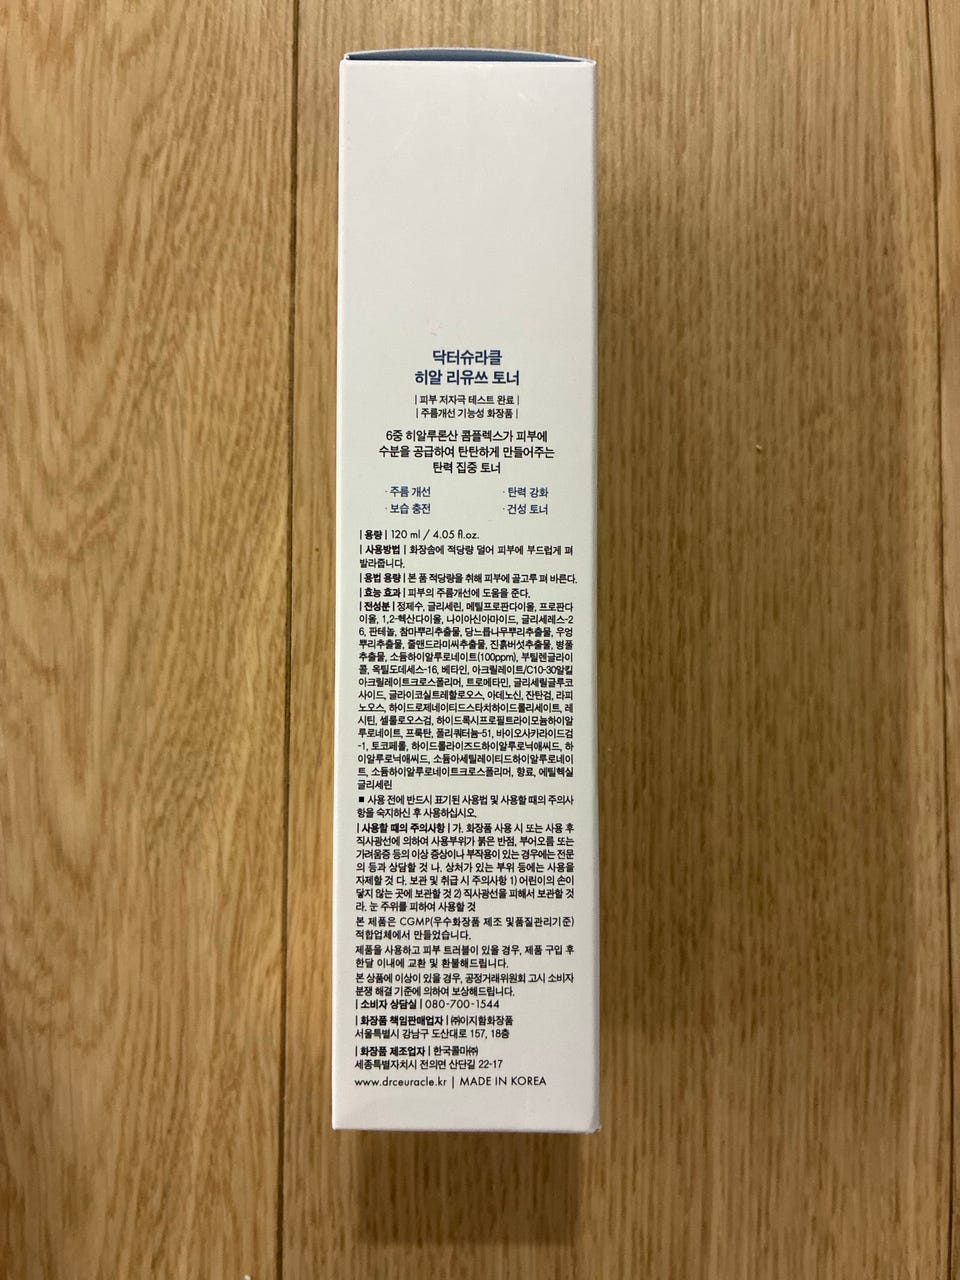 닥터슈라클
히알 리유쓰 토너
| 피부 저자극 테스트 완료 |
| 주름개선 기능성 화장품 |
6중 히알루론산 콤플렉스가 피부에
수분을 공급하여 탄탄하게 만들어주는
탄력 집중 토너
· 주름 개선 · 탄력 강화
· 보습 충전 · 건성 토너
| 용량 | 120 ml / 4.05 fl.oz.
| 사용방법 | 화장솜에 적당량 덜어 피부에 부드럽게 펴
발라줍니다.
| 용법 용량 | 본 품 적당량을 취해 피부에 골고루 펴 바른다.
| 효능 효과 | 피부의 주름개선에 도움을 준다.
| 전성분 | 정제수, 글리세린, 메틸프로판다이올, 프로판다
이올, 1,2-헥산다이올, 나이아신아마이드, 글리세레스-2
6, 판테놀, 참마뿌리추출물, 당느릅나무뿌리추출물, 우엉
뿌리추출물, 줄맨드라미씨추출물, 진흙버섯추출물, 병풀
추출물, 소듐하이알루로네이트(100ppm), 부틸렌글라이
콜, 옥틸도데세스-16, 베타인, 아크릴레이트/C10-30알킬
아크릴레이트크로스폴리머, 트로메타민, 글리세릴글루코
사이드, 글라이코실트레할로오스, 아데노신, 잔탄검, 라피
노오스, 하이드로제네이티드스타치하이드롤리세이트, 레
시틴, 셀룰로오스검, 하이드록시프로필트라이모늄하이알
루로네이트, 프룩탄, 폴리쿼터늄-51, 바이오사카라이드검
-1, 토코페롤, 하이드롤라이즈드하이알루로닉애씨드, 하
이알루로닉애씨드, 소듐아세틸레이티드하이알루로네이
트, 소듐하이알루로네이트크로스폴리머, 향료, 에틸헥실
글리세린
■ 사용 전에 반드시 표기된 사용법 및 사용할 때의 주의사
항을 숙지하신 후 사용하십시오.
| 사용할 때의 주의사항 | 가. 화장품 사용 시 또는 사용 후
직사광선에 의하여 사용부위가 붉은 반점, 부어오름 또는
가려움증 등의 이상 증상이나 부작용이 있는 경우에는 전문
의 등과 상담할 것 나. 상처가 있는 부위 등에는 사용을
자제할 것 다. 보관 및 취급 시 주의사항 1) 어린이의 손이
닿지 않는 곳에 보관할 것 2) 직사광선을 피해서 보관할 것
라. 눈 주위를 피하여 사용할 것
본 제품은 CGMP(우수화장품 제조 및품질관리기준)
적합업체에서 만들었습니다.
제품을 사용하고 피부 트러블이 있을 경우, 제품 구입 후
한달 이내에 교환 및 환불해드립니다.
본 상품에 이상이 있을 경우, 공정거래위원회 고시 소비자
분쟁 해결 기준에 의하여 보상해드립니다.
| 소비자 상담실 | 080-700-1544
| 화장품 책임판매업자 | ㈜이지함화장품
서울특별시 강남구 도산대로 157, 18층
| 화장품 제조업자 | 한국콜마㈜
세종특별자치시 전의면 산단길 22-17
www.drceuracle.kr | MADE IN KOREA